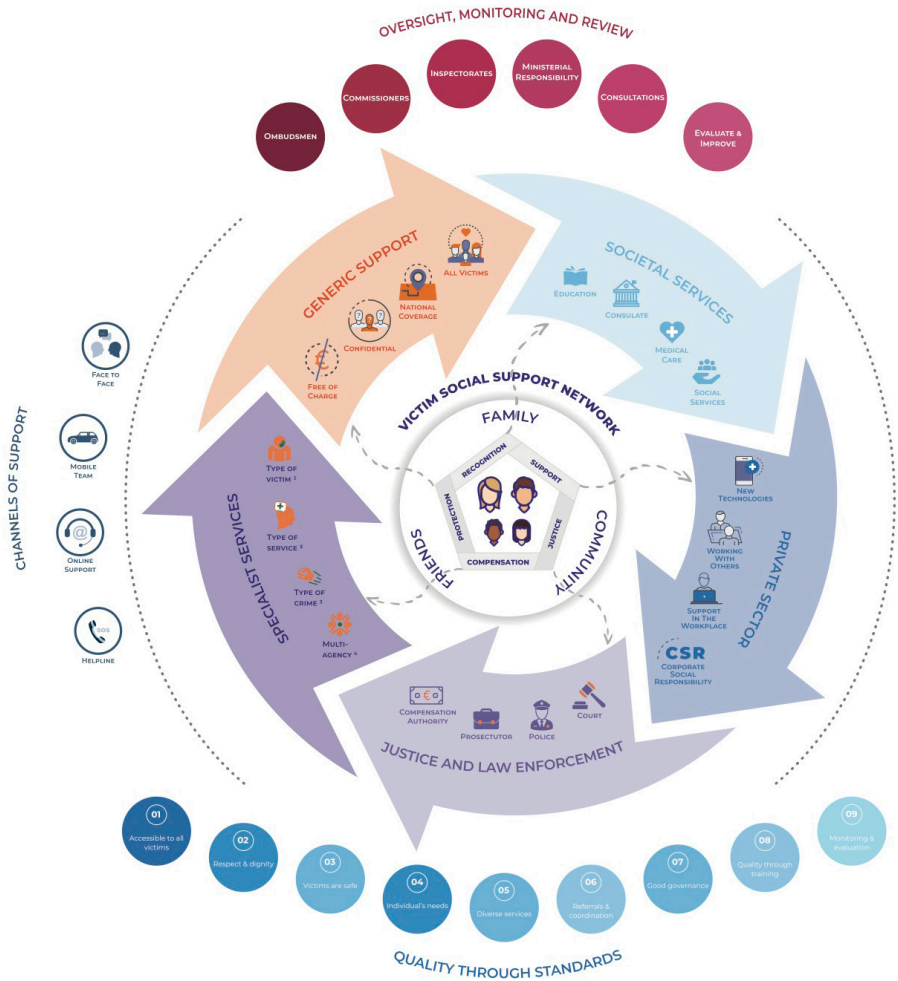 OVERSIGHT, MONITORING AND REVIEW
OMBUDSMEN
COMMISSIONERS
INSPECTORATES
MINISTERIAL
RESPONSIBILITY
CONSULTATIONS
EVALUATE &
IMPROVE
GENERIC SUPPORT
ALL VICTIMS
NATIONAL
COVERAGE
CONFIDENTIAL
€
FREE OF
CHARGE
SOCIETAL SERVICES
EDUCATION
CONSULATE
MEDICAL
CARE
SOCIAL
SERVICES
CHANNELS OF SUPPORT
FACE TO
FACE
MOBILE
TEAM
@
ONLINE
SUPPORT
SOS
HELPLINE
VICTIM SOCIAL SUPPORT NETWORK
FAMILY
COMMUNITY
FRIENDS
RECOGNITION
SUPPORT
JUSTICE
COMPENSATION
PROTECTION
PRIVATE SECTOR
NEW
TECHNOLOGIES
WORKING
WITH
OTHERS
SUPPORT
IN THE
WORKPLACE
CSR
CORPORATE
SOCIAL
RESPONSIBILITY
SPECIALIST SERVICES
TYPE OF
VICTIM ¹
TYPE OF
SERVICE ²
TYPE OF
CRIME ³
MULTI-
AGENCY ⁴
JUSTICE AND LAW ENFORCEMENT
€
COMPENSATION
AUTHORITY
PROSECTUTOR
POLICE
COURT
01
Accessible to all
victims
02
Respect & dignity
03
Victims are safe
04
Individual's needs
05
Diverse services
06
Referrals &
coordination
07
Good governance
08
Quality through
training
09
Monitoring &
evaluation
QUALITY THROUGH STANDARDS